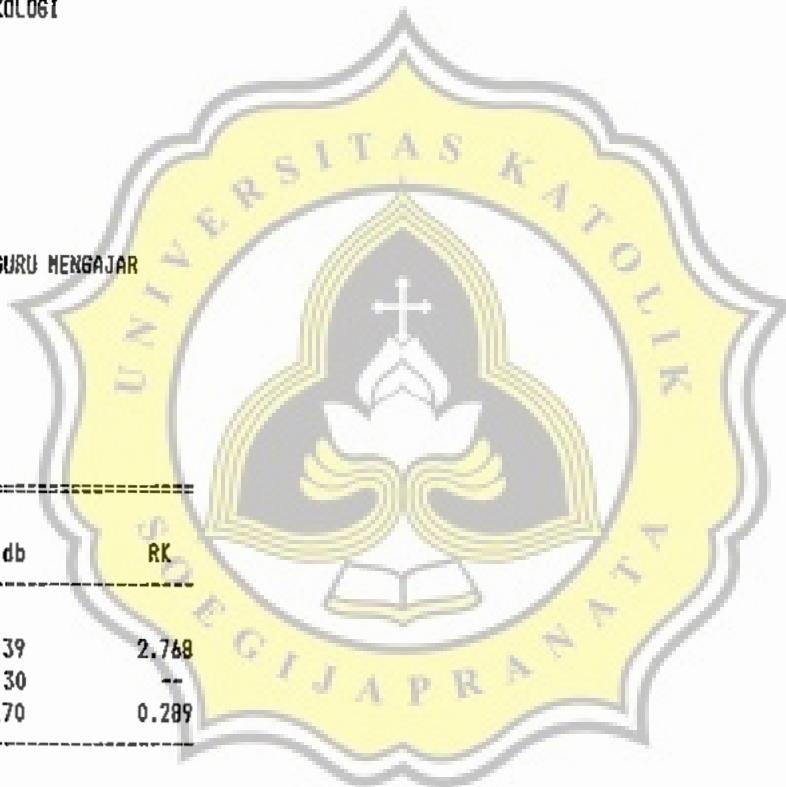 KOLOGI
UNIVERSITAS KATOLIK
GURU MENGAJAR
db RK
SOEGIJAPRANATA
39 2.768
30 --
70 0.289